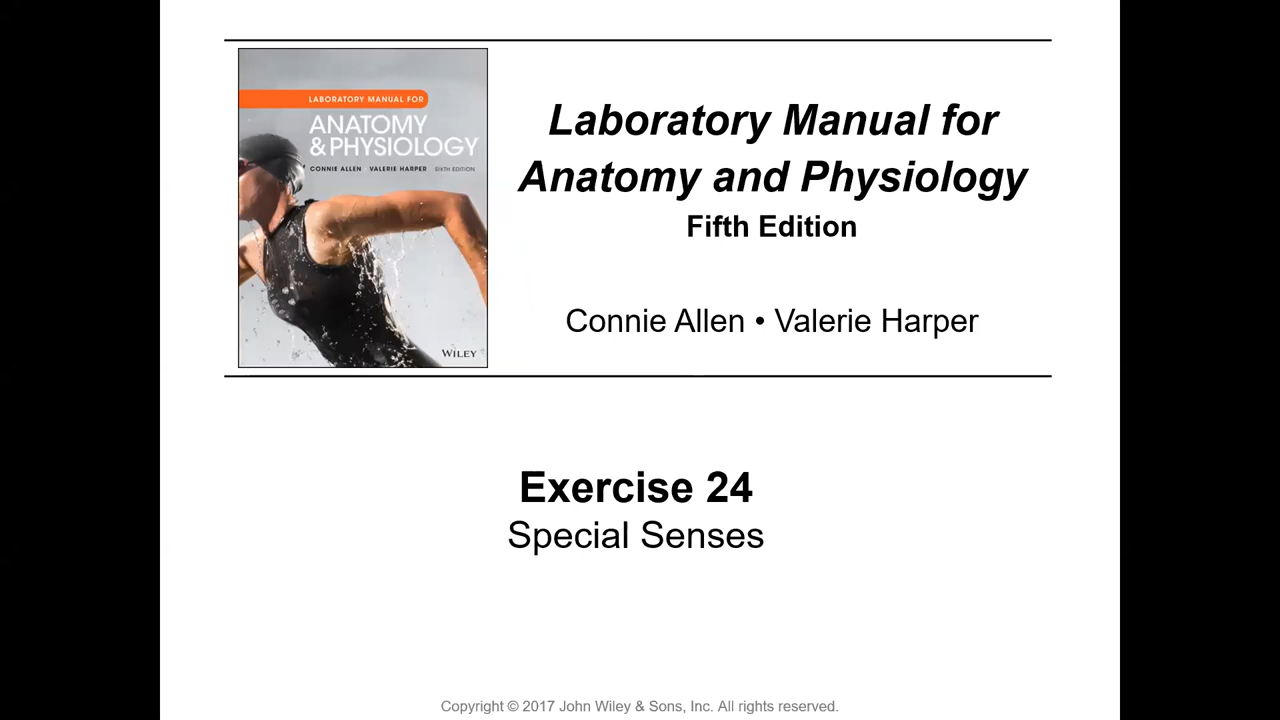 LABORATORY MANUAL FOR
ANATOMY
& PHYSIOLOGY
CONNIE ALLEN VALERIE HARPER SIXTH EDITION
WILEY
Laboratory Manual for
Anatomy and Physiology
Fifth Edition
Connie Allen • Valerie Harper
Exercise 24
Special Senses
Copyright © 2017 John Wiley & Sons, Inc. All rights reserved.